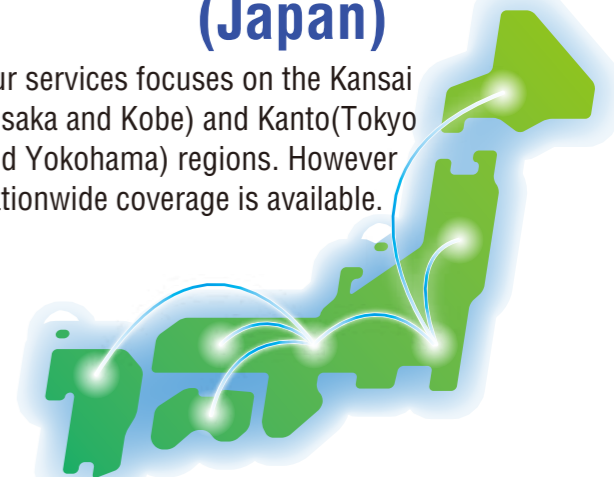 (Japan)
ur services focuses on the Kansai
saka and Kobe) and Kanto(Tokyo
d Yokohama) regions. However
ationwide coverage is available.